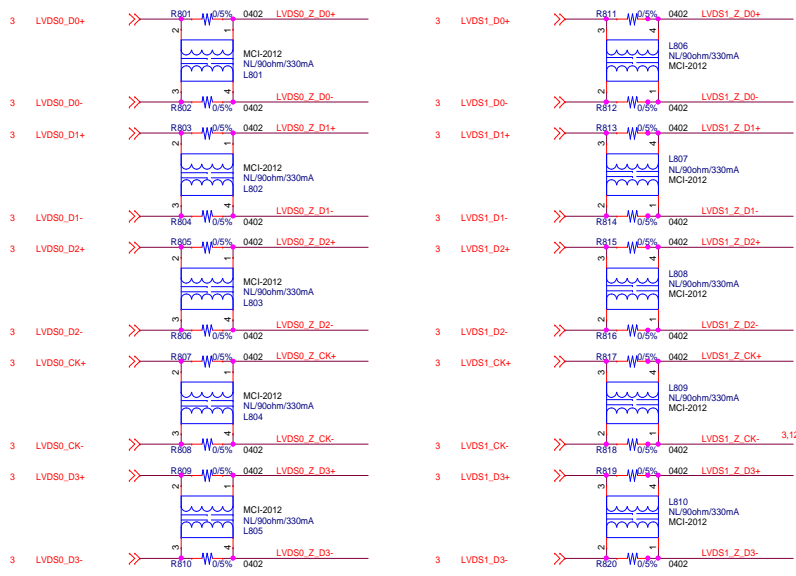 3 LVDS0_D0+ R801 0/5% 0402 LVDS0_Z_D0+
2 1
MCI-2012
NL/90ohm/330mA
L801
3 4
3 LVDS0_D0- R802 0/5% 0402 LVDS0_Z_D0-
3 LVDS0_D1+ R803 0/5% 0402 LVDS0_Z_D1+
2 1
MCI-2012
NL/90ohm/330mA
L802
3 4
3 LVDS0_D1- R804 0/5% 0402 LVDS0_Z_D1-
3 LVDS0_D2+ R805 0/5% 0402 LVDS0_Z_D2+
2 1
MCI-2012
NL/90ohm/330mA
L803
3 4
3 LVDS0_D2- R806 0/5% 0402 LVDS0_Z_D2-
3 LVDS0_CK+ R807 0/5% 0402 LVDS0_Z_CK+
2 1
MCI-2012
NL/90ohm/330mA
L804
3 4
3 LVDS0_CK- R808 0/5% 0402 LVDS0_Z_CK-
3 LVDS0_D3+ R809 0/5% 0402 LVDS0_Z_D3+
2 1
MCI-2012
NL/90ohm/330mA
L805
3 4
3 LVDS0_D3- R810 0/5% 0402 LVDS0_Z_D3-
3 LVDS1_D0+ R811 0/5% 0402 LVDS1_Z_D0+
3 4
L806
NL/90ohm/330mA
MCI-2012
2 1
3 LVDS1_D0- R812 0/5% 0402 LVDS1_Z_D0-
3 LVDS1_D1+ R813 0/5% 0402 LVDS1_Z_D1+
3 4
L807
NL/90ohm/330mA
MCI-2012
2 1
3 LVDS1_D1- R814 0/5% 0402 LVDS1_Z_D1-
3 LVDS1_D2+ R815 0/5% 0402 LVDS1_Z_D2+
3 4
L808
NL/90ohm/330mA
MCI-2012
2 1
3 LVDS1_D2- R816 0/5% 0402 LVDS1_Z_D2-
3 LVDS1_CK+ R817 0/5% 0402 LVDS1_Z_CK+
3 4
L809
NL/90ohm/330mA
MCI-2012
2 1
3 LVDS1_CK- R818 0/5% 0402 LVDS1_Z_CK- 3,12
3 LVDS1_D3+ R819 0/5% 0402 LVDS1_Z_D3+
3 4
L810
NL/90ohm/330mA
MCI-2012
2 1
3 LVDS1_D3- R820 0/5% 0402 LVDS1_Z_D3-